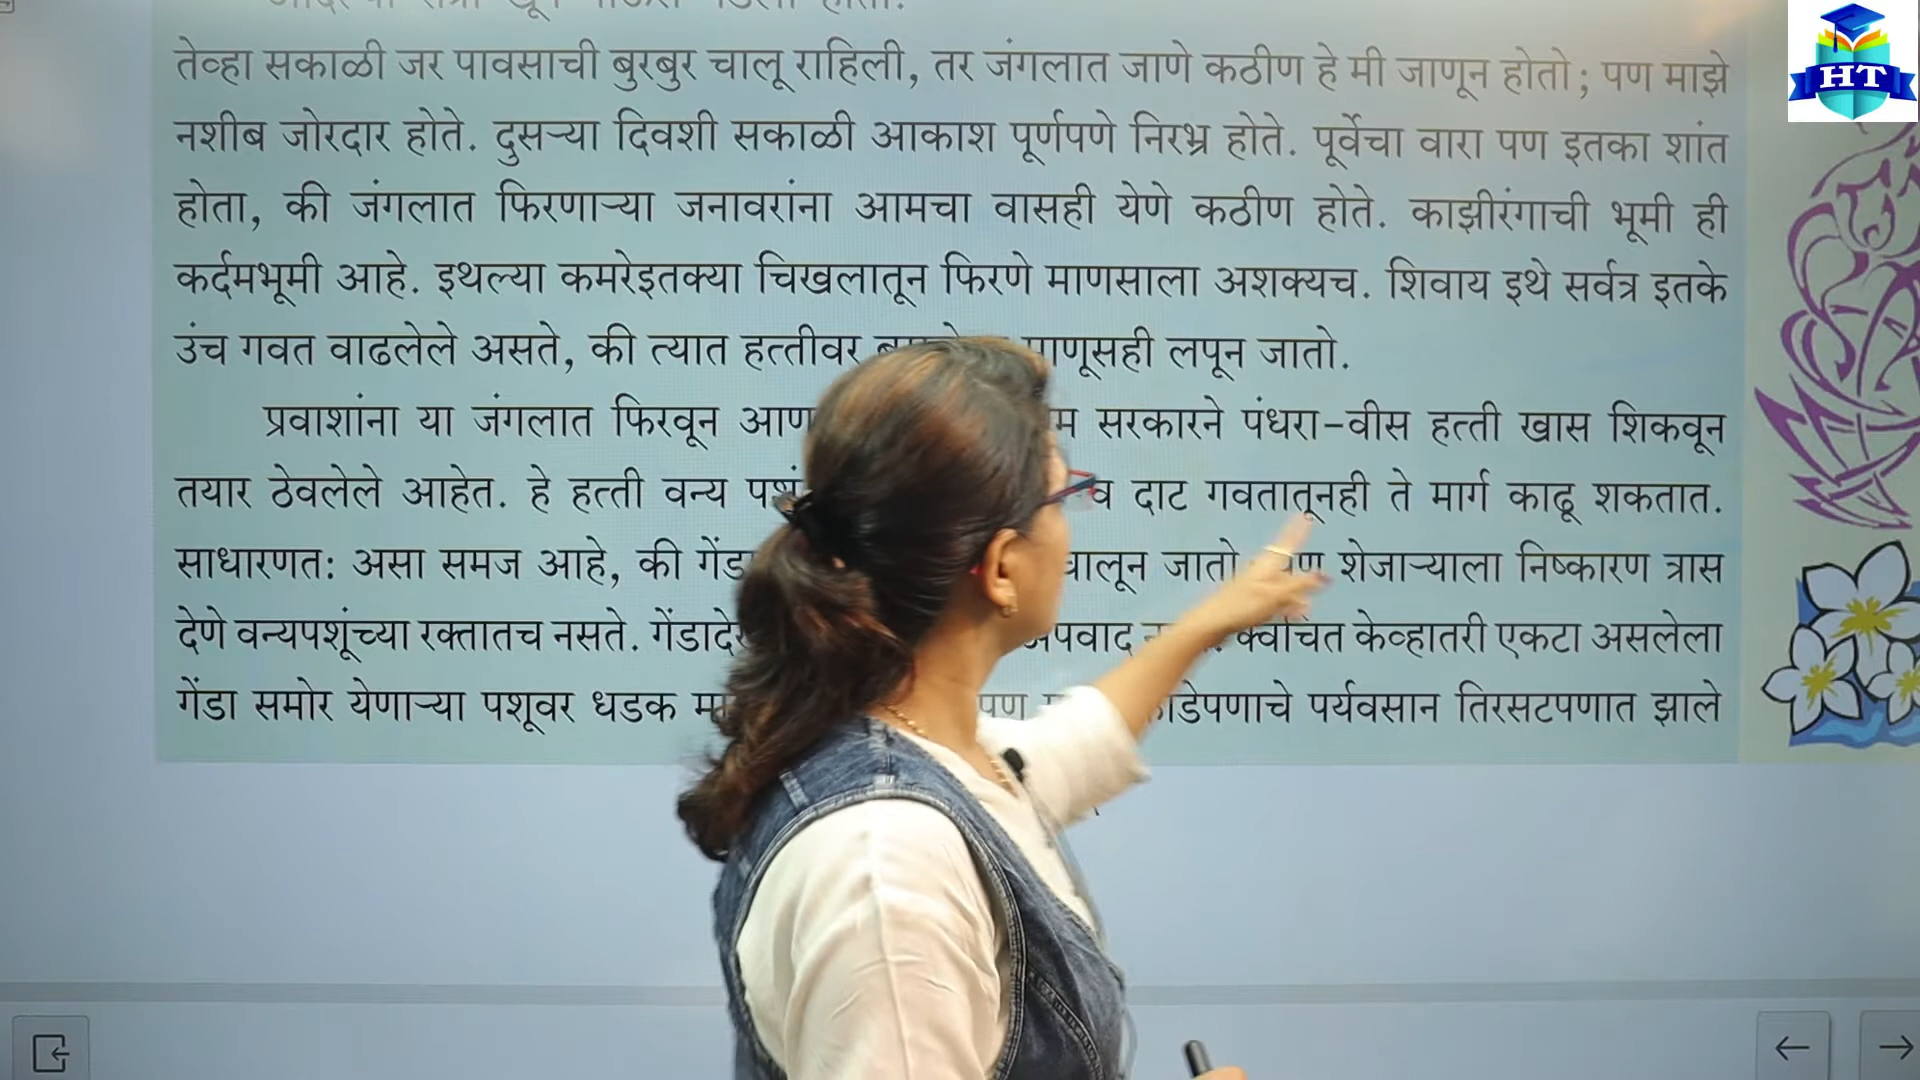 तेव्हा सकाळी जर पावसाची बुरबुर चालू राहिली, तर जंगलात जाणे कठीण हे मी जाणून होतो; पण माझे
नशीब जोरदार होते. दुसऱ्या दिवशी सकाळी आकाश पूर्णपणे निरभ्र होते. पूर्वेचा वारा पण इतका शांत
होता, की जंगलात फिरणाऱ्या जनावरांना आमचा वासही येणे कठीण होते. काझीरंगाची भूमी ही
कर्दमभूमी आहे. इथल्या कमरेइतक्या चिखलातून फिरणे माणसाला अशक्यच. शिवाय इथे सर्वत्र इतके
उंच गवत वाढलेले असते, की त्यात हत्तीवर माणूसही लपून जातो.
प्रवाशांना या जंगलात फिरवून सरकारने पंधरा-वीस हत्ती खास शिकवून
तयार ठेवलेले आहेत. हे हत्ती वन्य व दाट गवतातूनही ते मार्ग काढू शकतात.
साधारणत: असा समज आहे, की चालून जातो पण शेजाऱ्याला निष्कारण त्रास
देणे वन्यपशूंच्या रक्तातच नसते. अपवाद क्वचित केव्हातरी एकटा असलेला
गेंडा समोर येणाऱ्या पशूवर धडक पण पर्यवसान तिरसटपणात झाले
HT